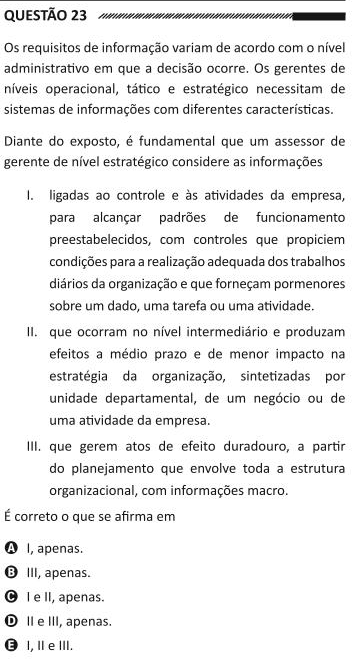 QUESTÃO 23
Os requisitos de informação variam de acordo com o nível
administrativo em que a decisão ocorre. Os gerentes de
níveis operacional, tático e estratégico necessitam de
sistemas de informações com diferentes características.
Diante do exposto, é fundamental que um assessor de
gerente de nível estratégico considere as informações
I. ligadas ao controle e às atividades da empresa,
para alcançar padrões de funcionamento
preestabelecidos, com controles que propiciem
condições para a realização adequada dos trabalhos
diários da organização e que forneçam pormenores
sobre um dado, uma tarefa ou uma atividade.
II. que ocorram no nível intermediário e produzam
efeitos a médio prazo e de menor impacto na
estratégia da organização, sintetizadas por
unidade departamental, de um negócio ou de
uma atividade da empresa.
III. que gerem atos de efeito duradouro, a partir
do planejamento que envolve toda a estrutura
organizacional, com informações macro.
É correto o que se afirma em
A I, apenas.
B III, apenas.
C I e II, apenas.
D II e III, apenas.
E I, II e III.